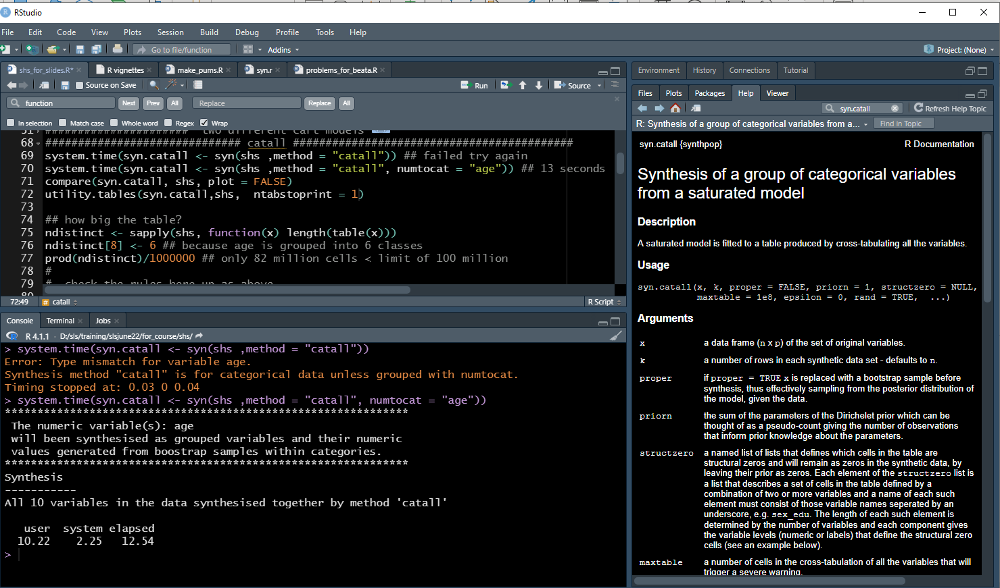 RStudio
File Edit Code View Plots Session Build Debug Profile Tools Help
Go to file/function Addins Project: (None)
shs_for_slides.R* R vignettes make_pums.R syn.r problems_for_beata.R
Source on Save Run Source
function Next Prev All Replace Replace All
In selection Match case Whole word Regex Wrap
68 ############################## catall ###########################################
69 system.time(syn.catall <- syn(shs ,method = "catall")) ## failed try again
70 system.time(syn.catall <- syn(shs ,method = "catall", numtocat = "age")) ## 13 seconds
71 compare(syn.catall, shs, plot = FALSE)
72 utility.tables(syn.catall,shs,  ntabstoprint = 1)
73
74 ## how big the table?
75 ndistinct <- sapply(shs, function(x) length(table(x)))
76 ndistinct[8] <- 6 ## because age is grouped into 6 classes
77 prod(ndistinct)/1000000 ## only 82 million cells < limit of 100 million
78 #
79 #  check the rules here up as above
80
72:49 # catall R Script
Console Terminal Jobs
R 4.1.1 · D:/sls/training/slsjune22/for_course/shs/
> system.time(syn.catall <- syn(shs ,method = "catall"))
Error: Type mismatch for variable age.
Synthesis method "catall" is for categorical data unless grouped with numtocat.
Timing stopped at: 0.03 0 0.04
> system.time(syn.catall <- syn(shs ,method = "catall", numtocat = "age"))
**************************************************************
The numeric variable(s): age
will been synthesised as grouped variables and their numeric
values generated from boostrap samples within categories.
**************************************************************
Synthesis
-----------
All 10 variables in the data synthesised together by method 'catall'
user  system elapsed
10.22    2.25   12.54
>
Environment History Connections Tutorial
Files Plots Packages Help Viewer
syn.catall Refresh Help Topic
R: Synthesis of a group of categorical variables from a... Find in Topic
syn.catall {synthpop} R Documentation
Synthesis of a group of categorical variables
from a saturated model
Description
A saturated model is fitted to a table produced by cross-tabulating all the variables.
Usage
syn.catall(x, k, proper = FALSE, priorn = 1, structzero = NULL,
maxtable = 1e8, epsilon = 0, rand = TRUE,  ...)
Arguments
x a data frame (n x p) of the set of original variables.
k a number of rows in each synthetic data set - defaults to n.
proper if proper = TRUE x is replaced with a bootstrap sample before
synthesis, thus effectively sampling from the posterior distribution of
the model, given the data.
priorn the sum of the parameters of the Dirichelet prior which can be
thought of as a pseudo-count giving the number of observations
that inform prior knowledge about the parameters.
structzero a named list of lists that defines which cells in the table are
structural zeros and will remain as zeros in the synthetic data, by
leaving their prior as zeros. Each element of the structzero list is
a list that describes a set of cells in the table defined by a
combination of two or more variables and a name of each such
element must consist of those variable names seperated by an
underscore, e.g. sex_edu. The length of each such element is
determined by the number of variables and each component gives
the variable levels (numeric or labels) that define the structural zero
cells (see an example below).
maxtable a number of cells in the cross-tabulation of all the variables that will
trigger a severe warning.